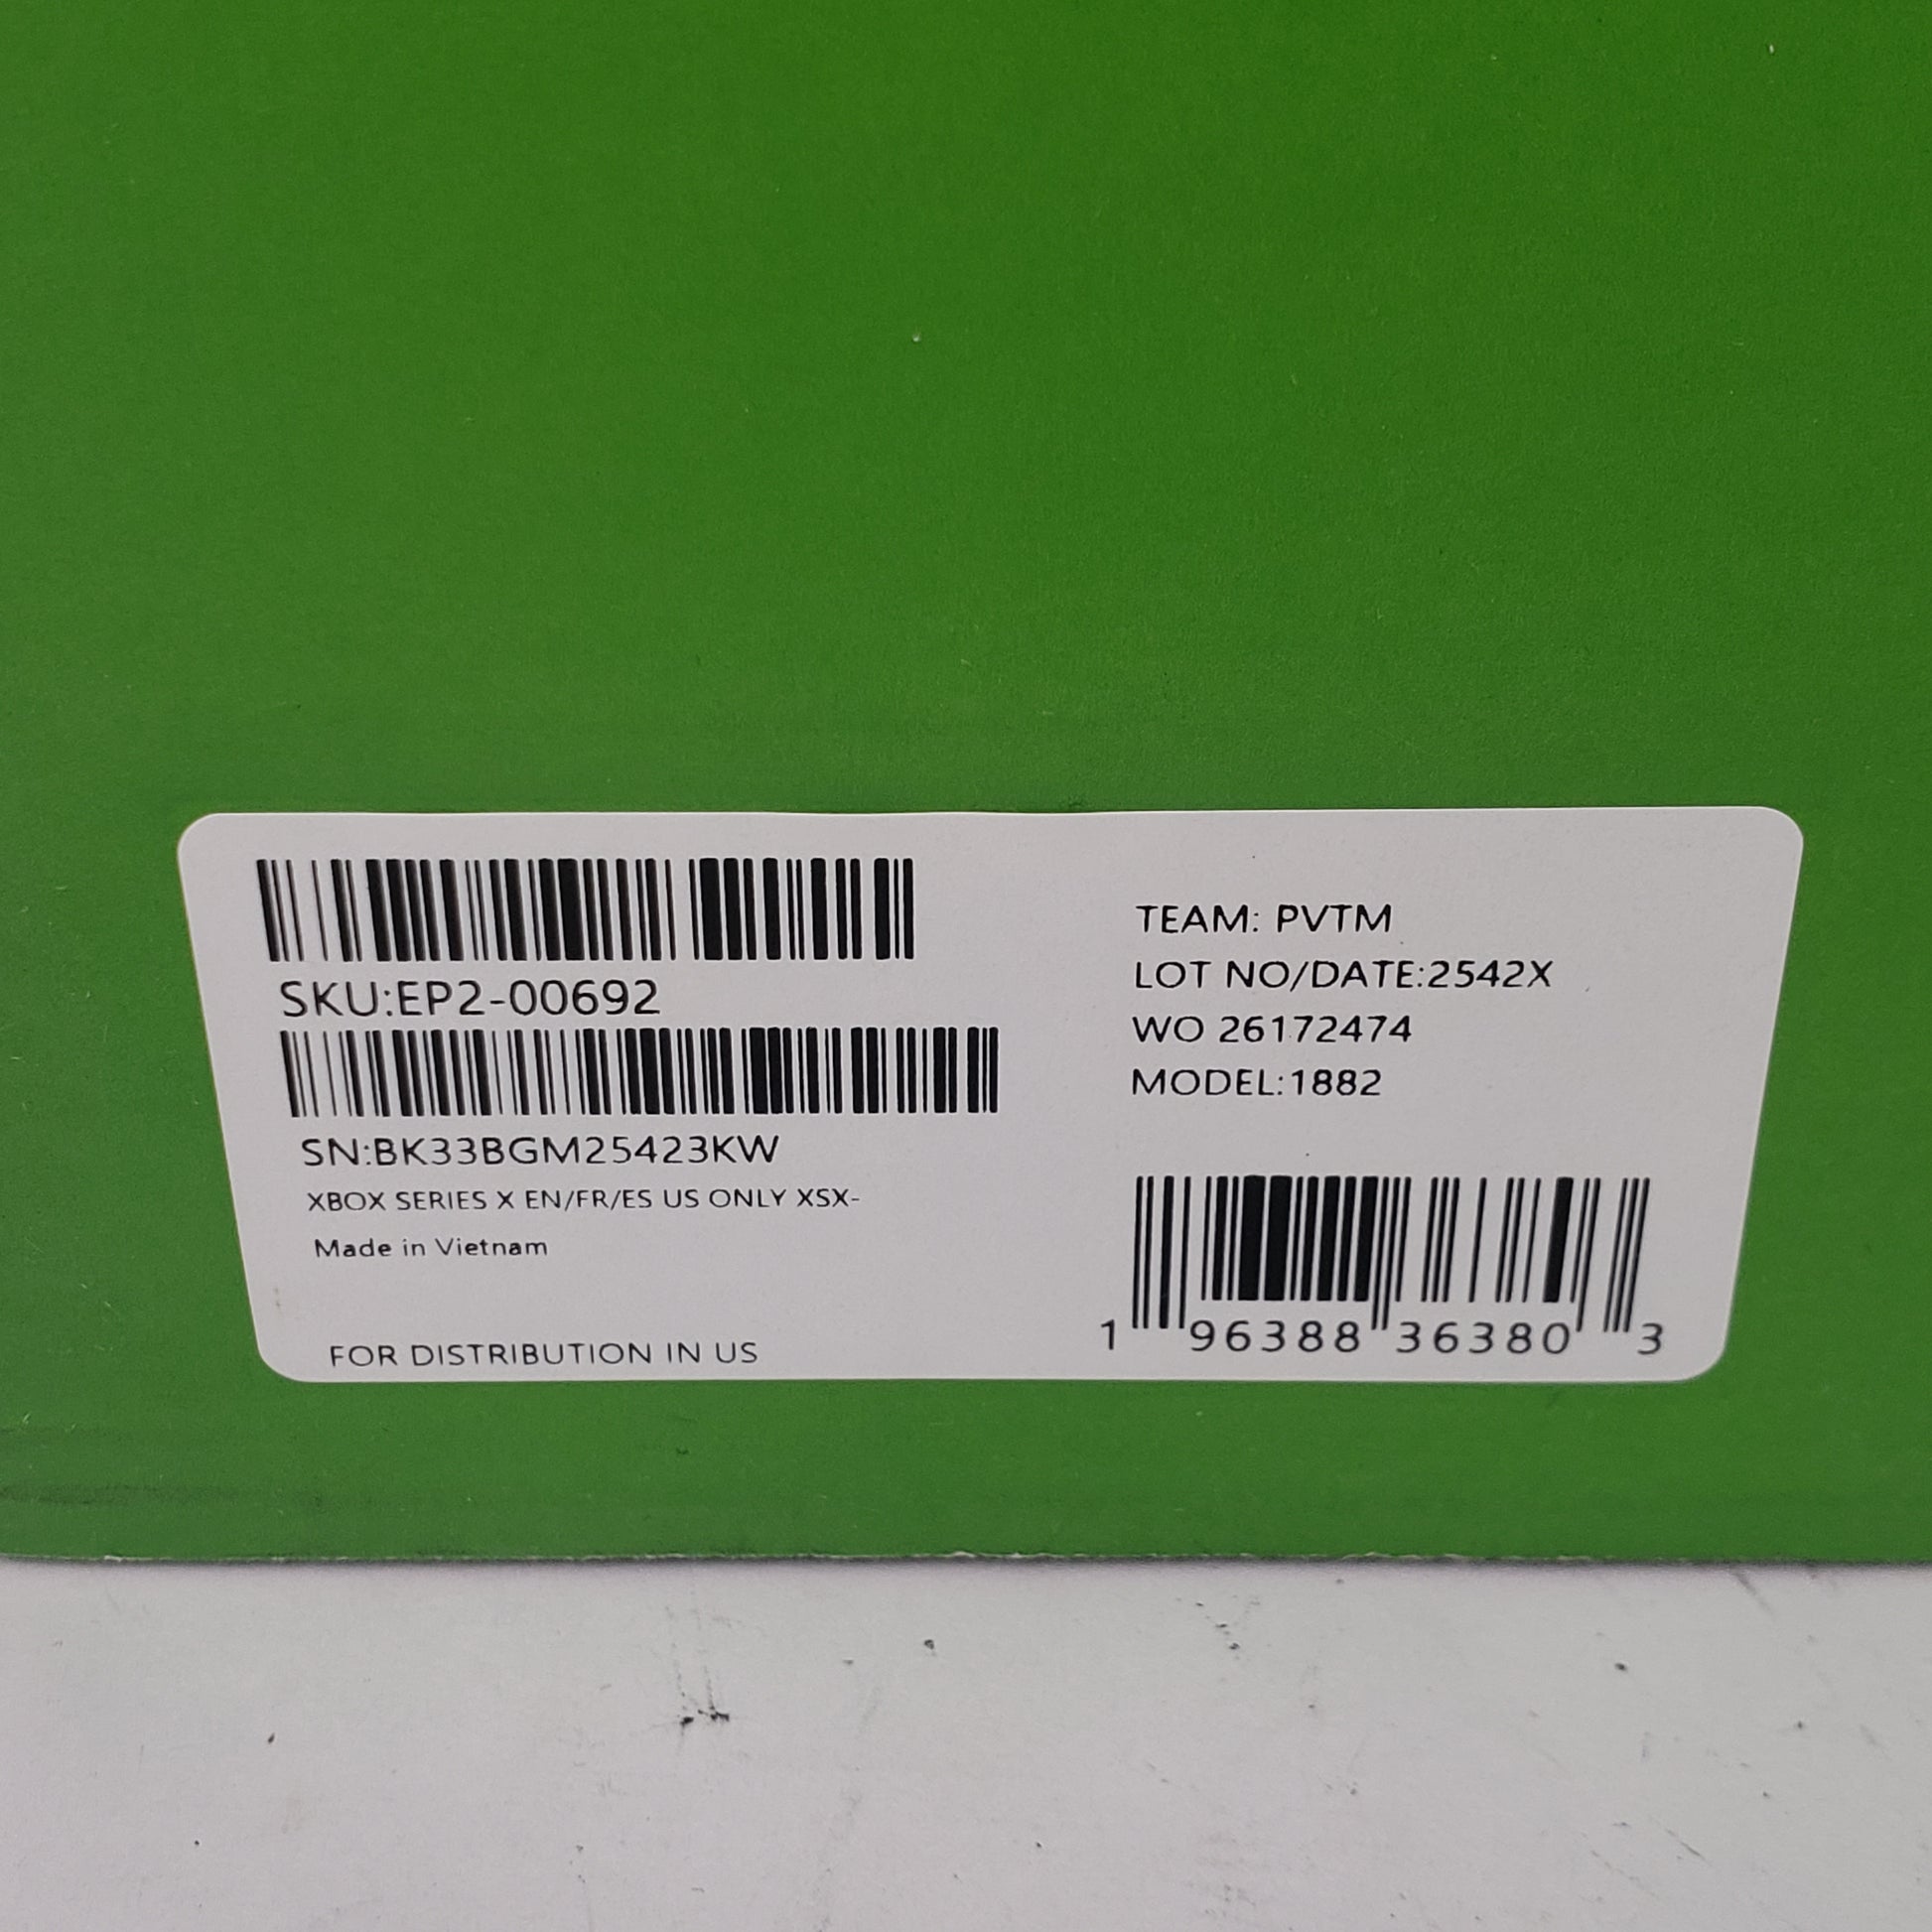 SKU:EP2-00692
SN:BK33BGM25423KW
XBOX SERIES X EN/FR/ES US ONLY XSX-
Made in Vietnam
FOR DISTRIBUTION IN US
TEAM: PVTM
LOT NO/DATE:2542X
WO 26172474
MODEL:1882
1 96388 36380 3